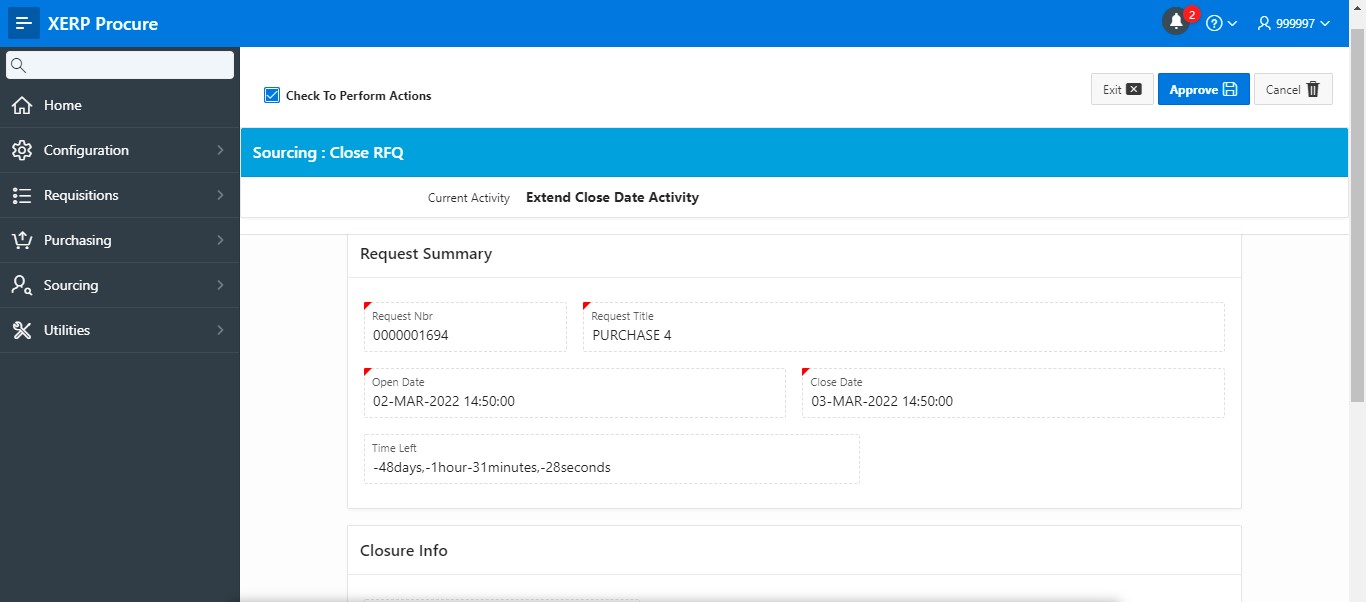 XERP Procure
2
999997
Home
Configuration
Requisitions
Purchasing
Sourcing
Utilities
Check To Perform Actions
Exit
Approve
Cancel
Sourcing : Close RFQ
Current Activity Extend Close Date Activity
Request Summary
Request Nbr
0000001694
Request Title
PURCHASE 4
Open Date
02-MAR-2022 14:50:00
Close Date
03-MAR-2022 14:50:00
Time Left
-48days,-1hour-31minutes,-28seconds
Closure Info